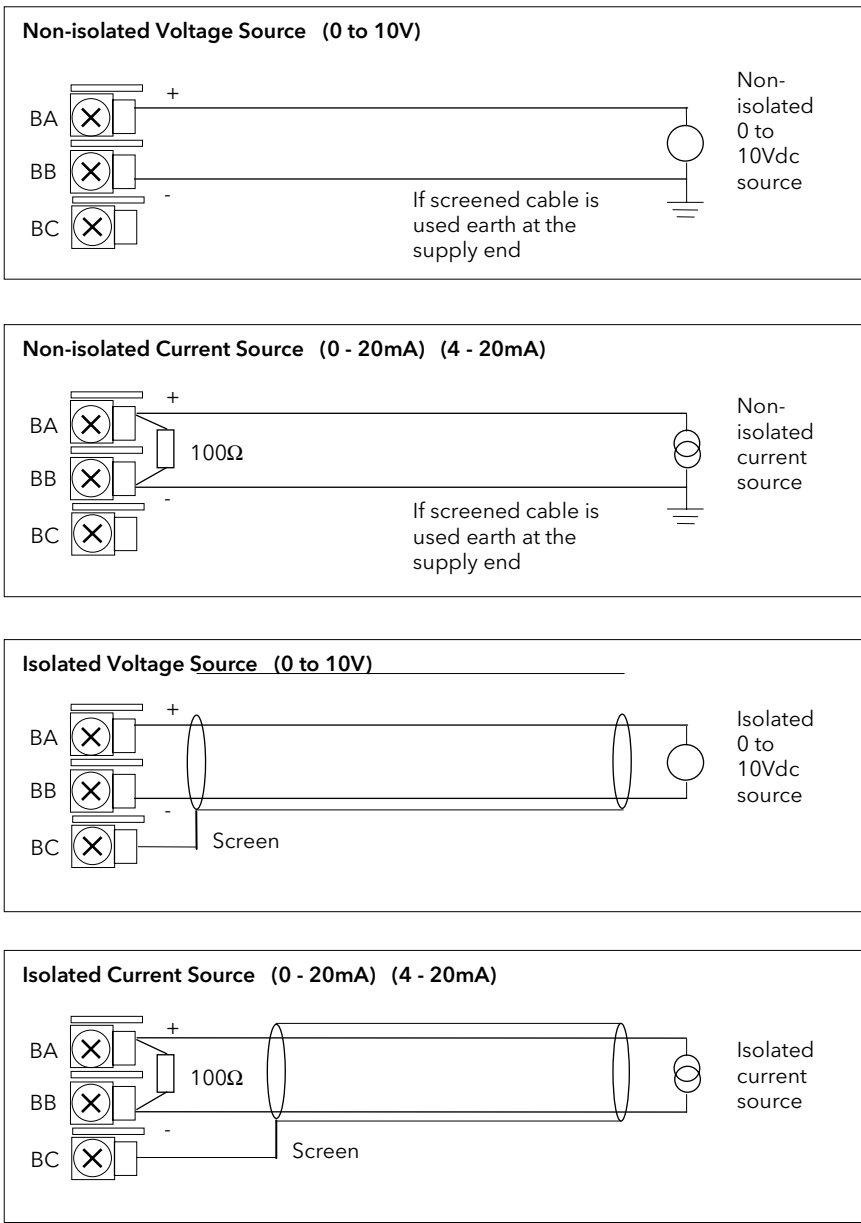 Non-isolated Voltage Source (0 to 10V)
+
BA
BB
-
BC
If screened cable is
used earth at the
supply end
Non-
isolated
0 to
10Vdc
source
Non-isolated Current Source (0 - 20mA) (4 - 20mA)
+
BA
100Ω
BB
-
BC
If screened cable is
used earth at the
supply end
Non-
isolated
current
source
Isolated Voltage Source (0 to 10V)
+
BA
BB
-
BC
Screen
Isolated
0 to
10Vdc
source
Isolated Current Source (0 - 20mA) (4 - 20mA)
+
BA
100Ω
BB
-
BC
Screen
Isolated
current
source